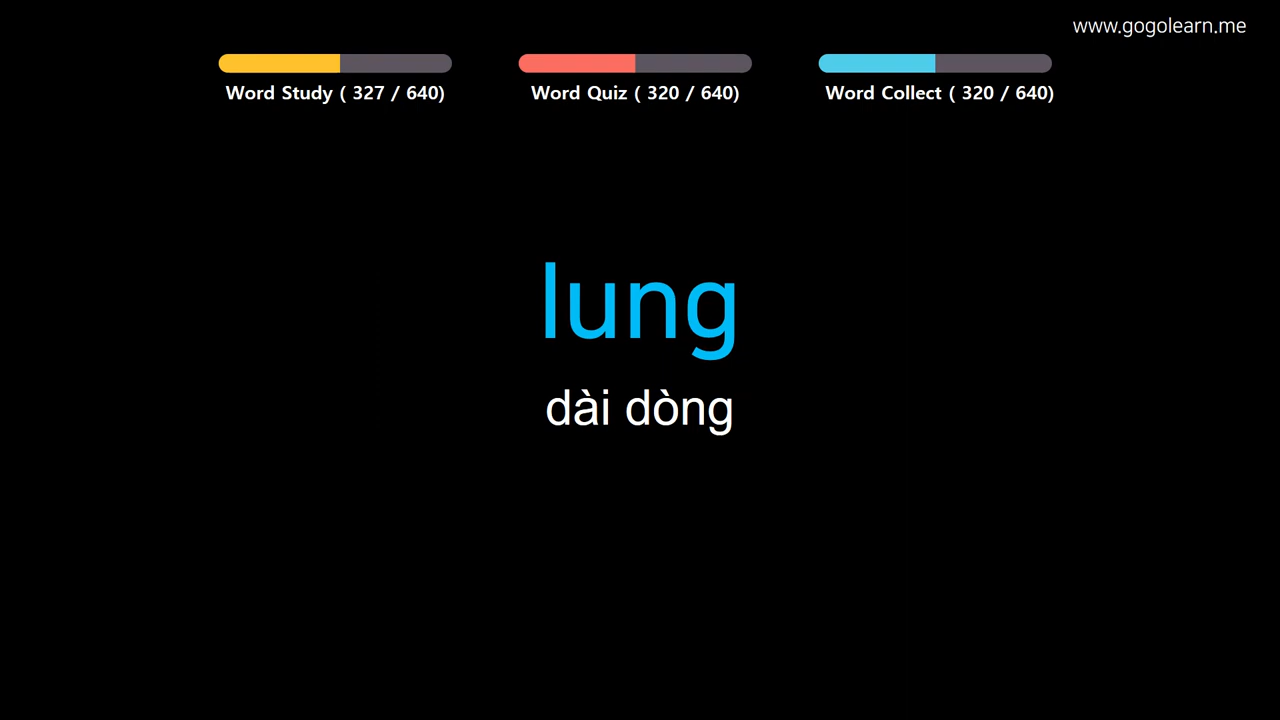 www.gogolearn.me
Word Study ( 327 / 640)
Word Quiz ( 320 / 640)
Word Collect ( 320 / 640)
lung
dài dòng